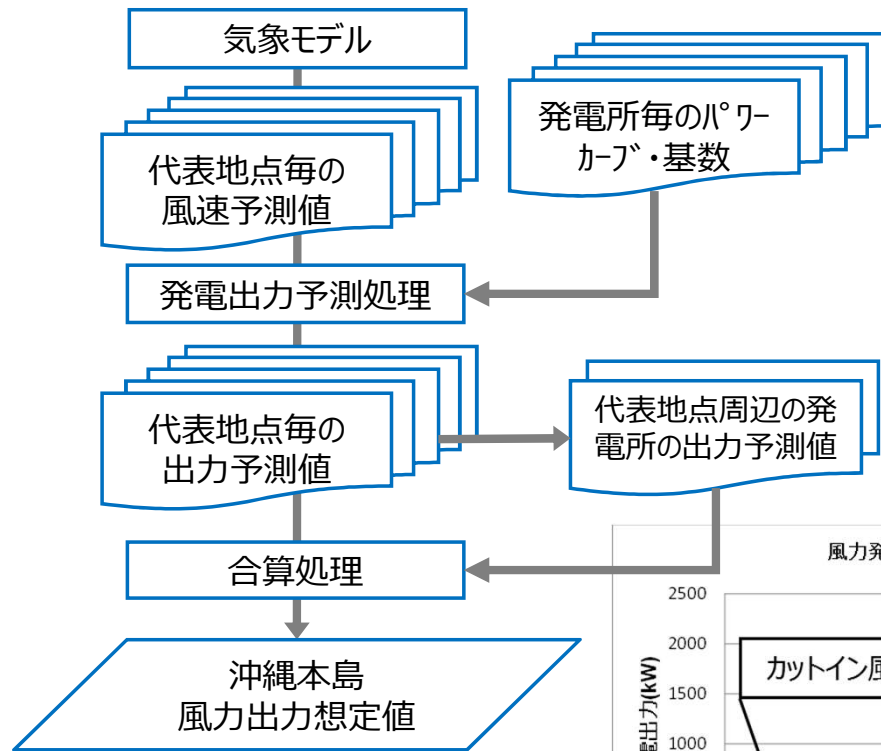 気象モデル
代表地点毎の
風速予測値
発電所毎のパワー
カーブ・基数
発電出力予測処理
代表地点毎の
出力予測値
代表地点周辺の発
電所の出力予測値
合算処理
沖縄本島
風力出力想定値
風力発
2500
2000
カットイン風
1500
電出力(kW)
1000